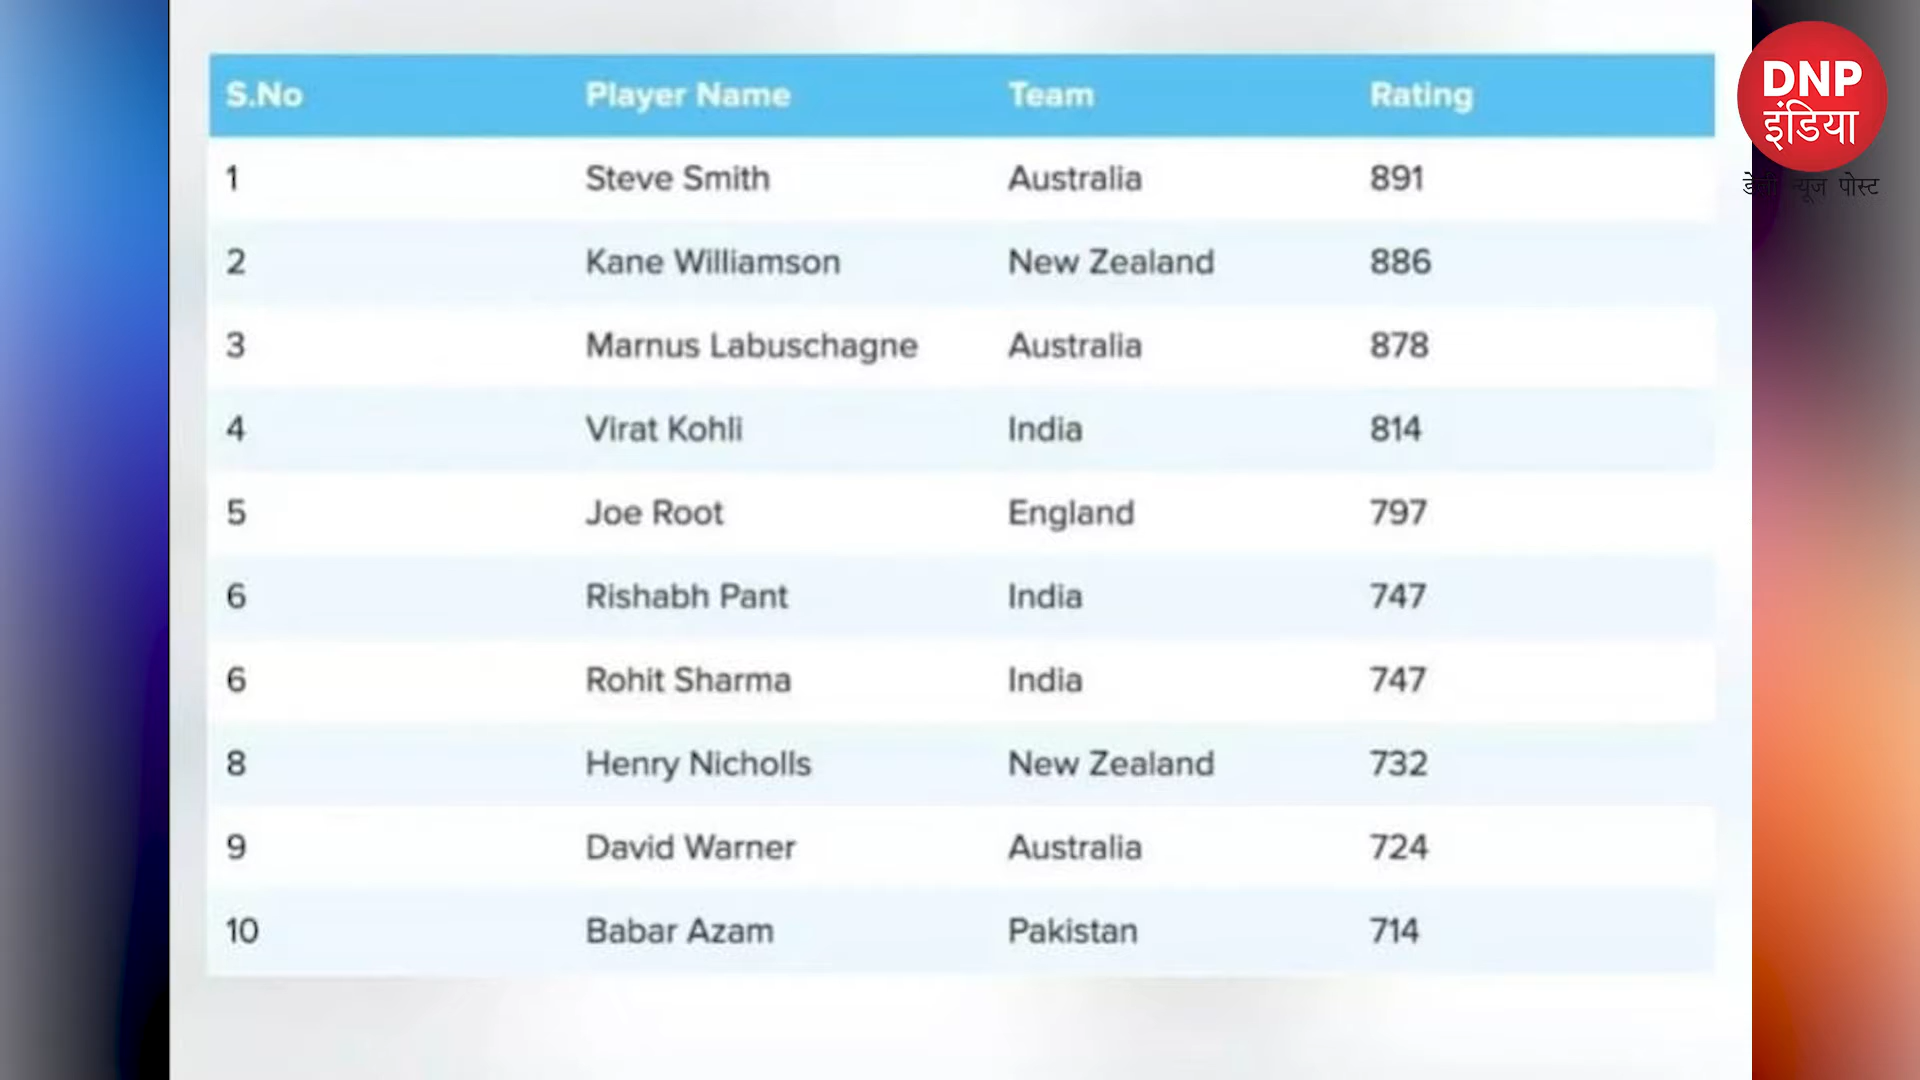 S.No Player Name Team Rating
1 Steve Smith Australia 891
2 Kane Williamson New Zealand 886
3 Marnus Labuschagne Australia 878
4 Virat Kohli India 814
5 Joe Root England 797
6 Rishabh Pant India 747
6 Rohit Sharma India 747
8 Henry Nicholls New Zealand 732
9 David Warner Australia 724
10 Babar Azam Pakistan 714
DNP
इंडिया
डेली न्यूज़ पोस्ट